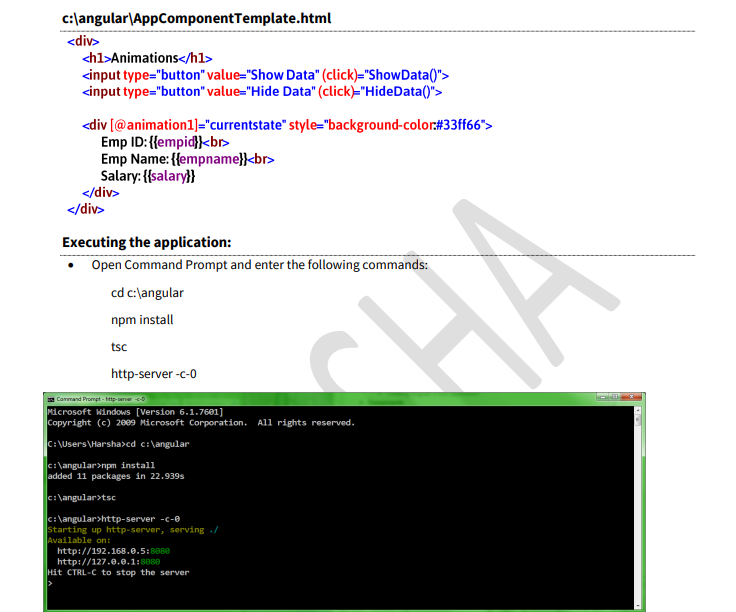 c:\angular\AppComponentTemplate.html
<div>
<h1>Animations</h1>
<input type="button" value="Show Data" (click)="ShowData()">
<input type="button" value="Hide Data" (click)="HideData()">
<div [@animation1]="currentstate" style="background-color:#33ff66">
Emp ID: {{empid}}<br>
Emp Name: {{empname}}<br>
Salary: {{salary}}
</div>
</div>
Executing the application:
• Open Command Prompt and enter the following commands:
cd c:\angular
npm install
tsc
http-server -c-0
CHA
Command Prompt - http-server -c-0
Microsoft Windows [Version 6.1.7601]
Copyright (c) 2009 Microsoft Corporation. All rights reserved.
C:\Users\Harsha>cd c:\angular
c:\angular>npm install
added 11 packages in 22.939s
c:\angular>tsc
c:\angular>http-server -c-0
Starting up http-server, serving ./
Available on:
http://192.168.0.5:8080
http://127.0.0.1:8080
Hit CTRL-C to stop the server
>